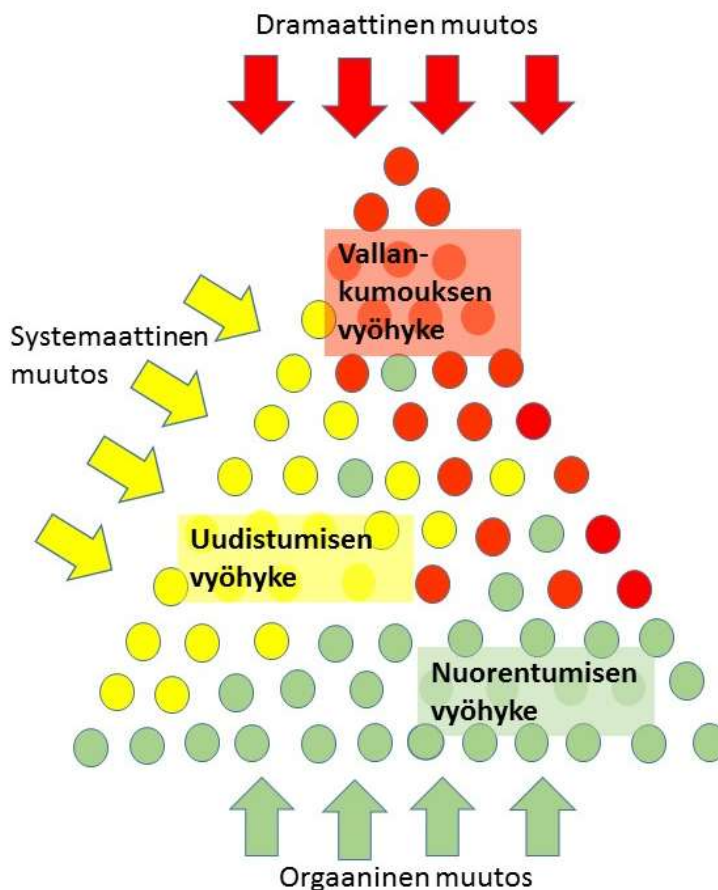 Dramaattinen muutos
Vallan-
kumouksen
vyöhyke
Systemaattinen
muutos
Uudistumisen
vyöhyke
Nuorentumisen
vyöhyke
Orgaaninen muutos